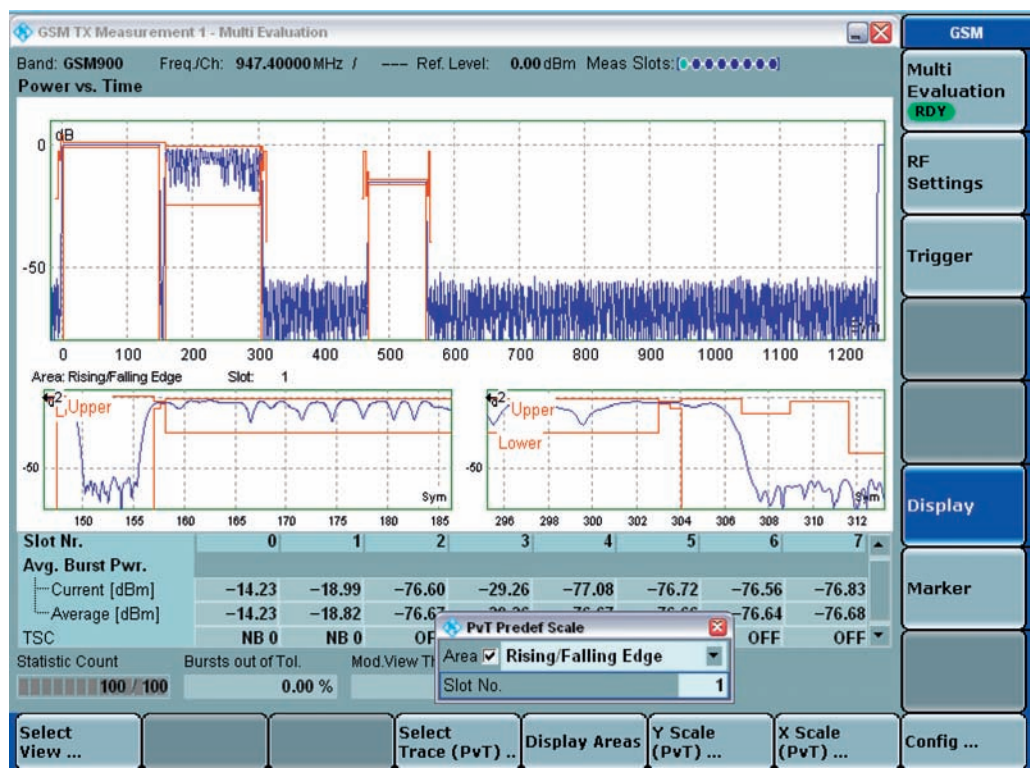 GSM TX Measurement 1 - Multi Evaluation
GSM
Band: GSM900 Freq./Ch: 947.40000 MHz / --- Ref. Level: 0.00 dBm Meas Slots:
Power vs. Time
Multi Evaluation
RDY
RF Settings
Trigger
Display
Marker
dB
0
-50
Sym
0 100 200 300 400 500 600 700 800 900 1000 1100 1200
Area: Rising/Falling Edge Slot: 1
Upper
-50
Sym
150 155 160 165 170 175 180 185
Upper
Lower
-50
296 298 300 302 304 306 308 310 312
Slot Nr. 0 1 2 3 4 5 6 7
Avg. Burst Pwr.
Current [dBm] -14.23 -18.99 -76.60 -29.26 -77.08 -76.72 -76.56 -76.83
Average [dBm] -14.23 -18.82 -76.67 -76.64 -76.68
TSC NB 0 NB 0 OFF OFF
Statistic Count Bursts out of Tol. Mod.View
100 / 100 0.00 %
PvT Predef Scale
Area Rising/Falling Edge
Slot No. 1
Select View ...
Select Trace (PvT) ..
Display Areas
Y Scale (PvT) ...
X Scale (PvT) ...
Config ...